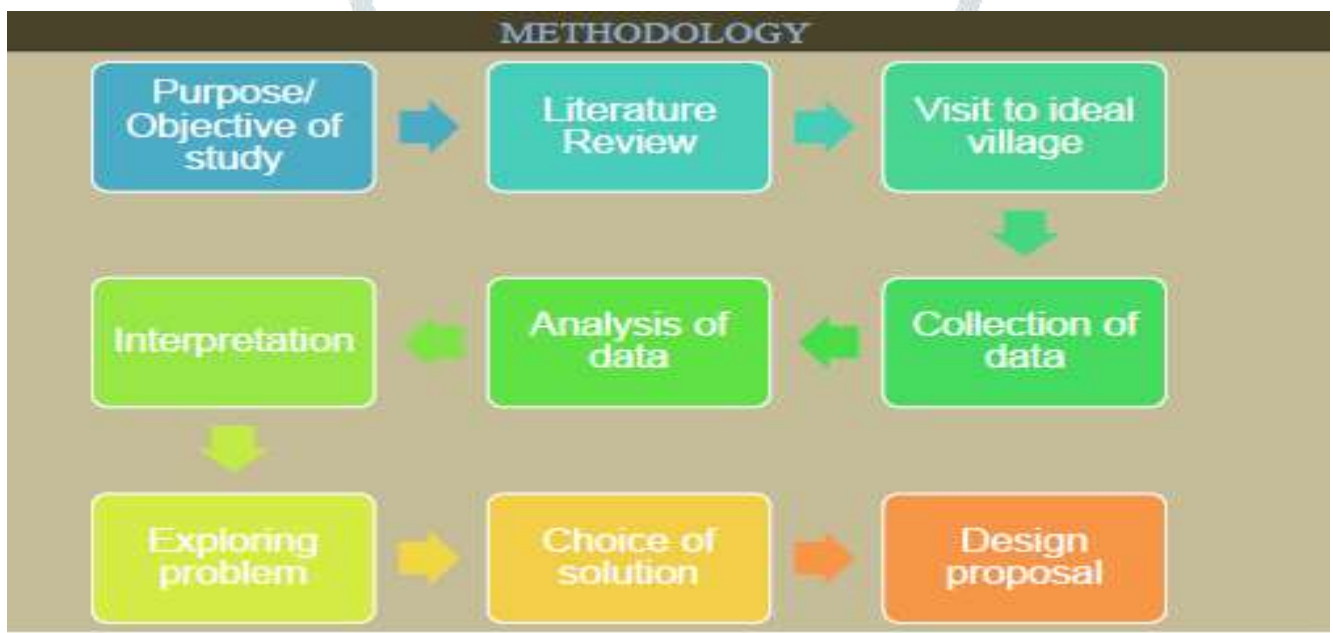 METHODOLOGY
Purpose/
Objective of
study
Literature
Review
Visit to ideal
village
Collection of
data
Analysis of
data
Interpretation
Exploring
problem
Choice of
solution
Design
proposal